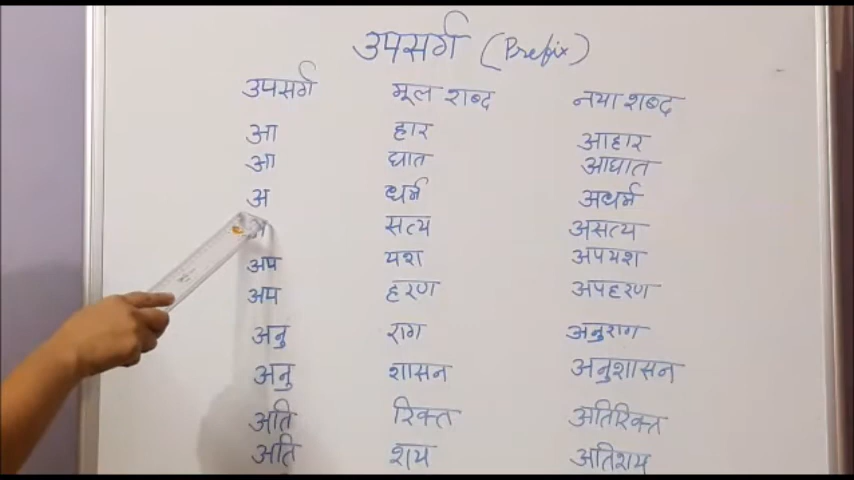 उपसर्ग (Prefix)
उपसर्ग मूल शब्द नया शब्द
आ हार आहार
आ घात आघात
अ धर्म अधर्म
सत्य असत्य
अप यश अपयश
अप हरण अपहरण
अनु राग अनुराग
अनु शासन अनुशासन
अति रिक्त अतिरिक्त
अति शय अतिशय